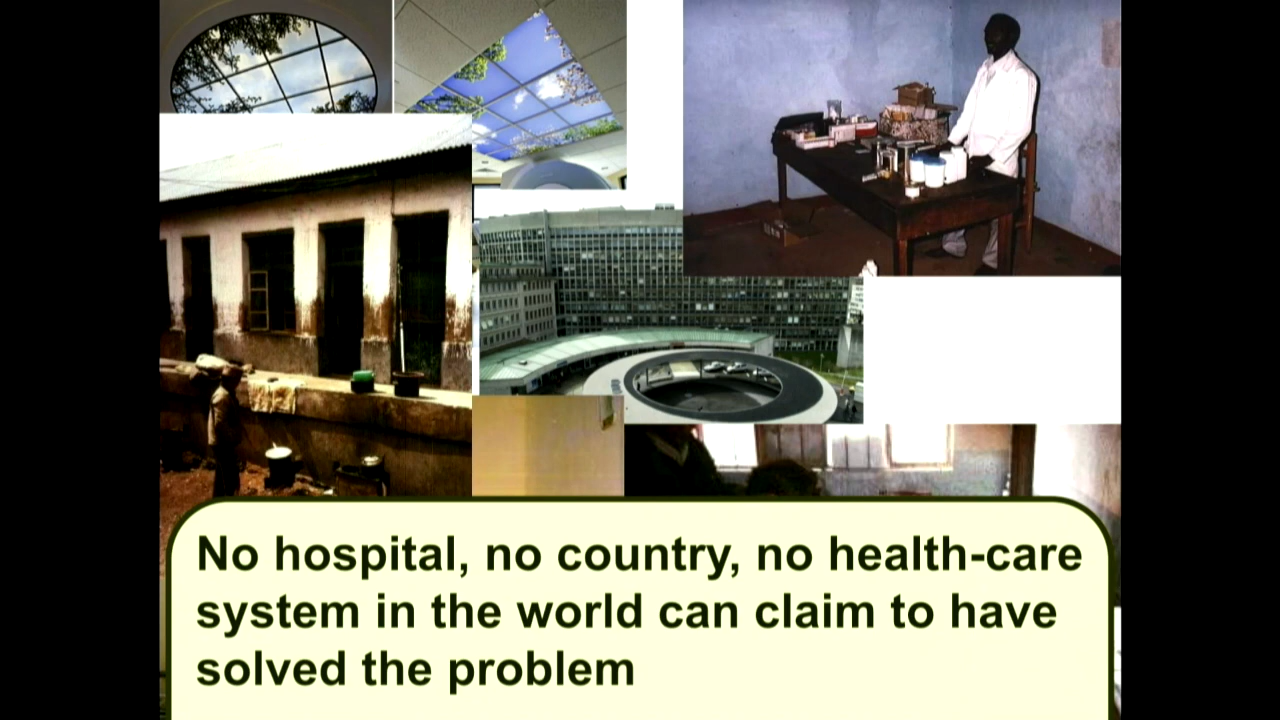 No hospital, no country, no health-care
system in the world can claim to have
solved the problem